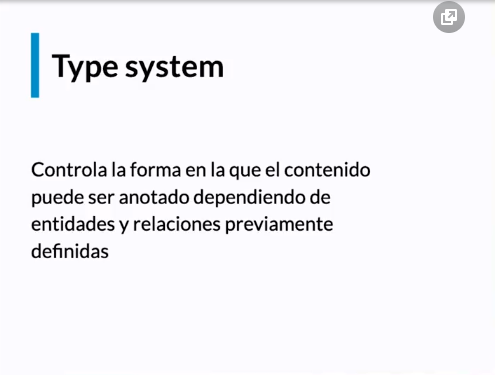 Type system
Controla la forma en la que el contenido
puede ser anotado dependiendo de
entidades y relaciones previamente
definidas